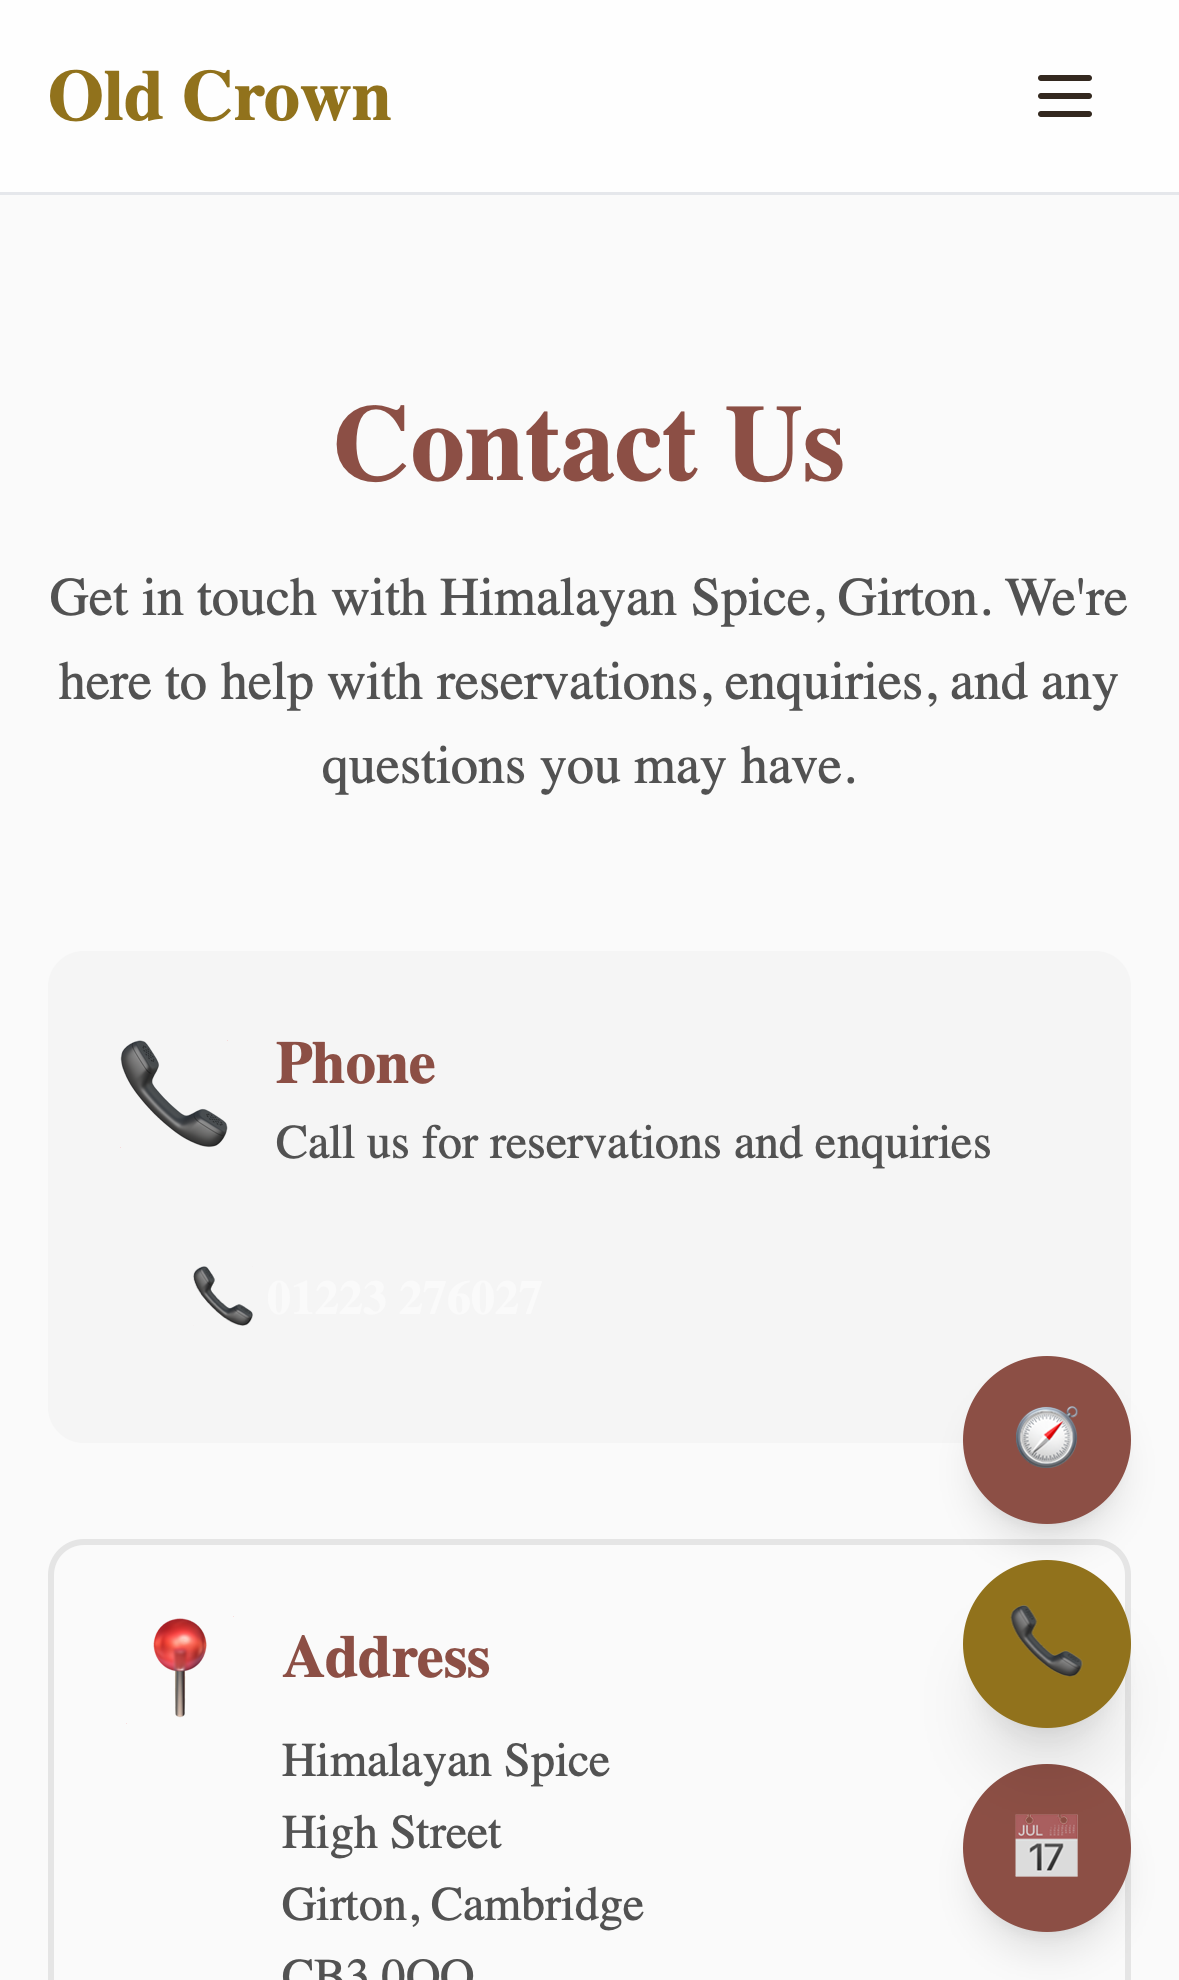 Old Crown
Contact Us
Get in touch with Himalayan Spice, Girton. We're
here to help with reservations, enquiries, and any
questions you may have.
Phone
Call us for reservations and enquiries
01223 276027
Address
Himalayan Spice
High Street
Girton, Cambridge
CB3 0QQ
JUL
17